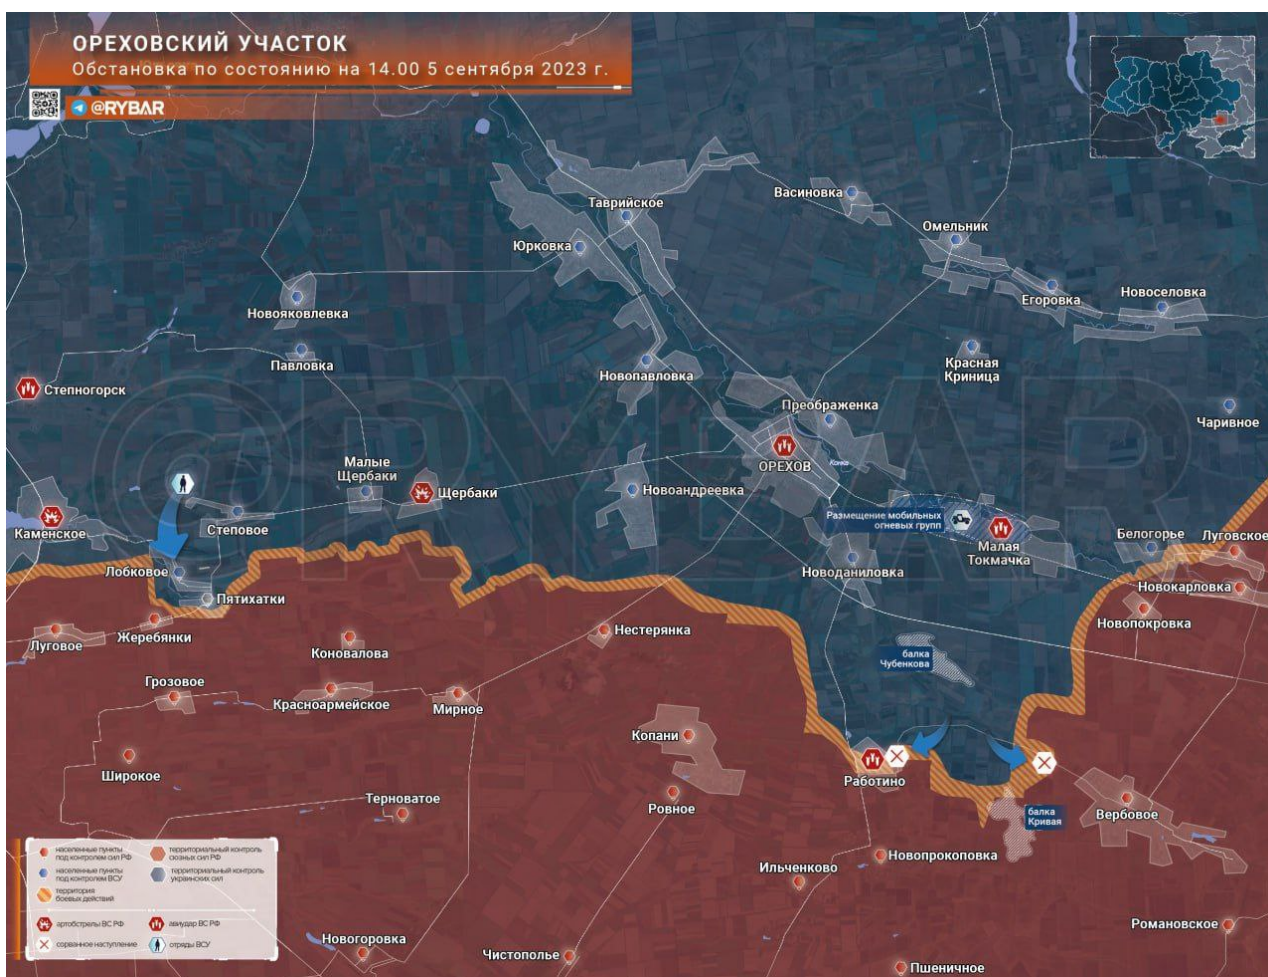 ОРЕХОВСКИЙ УЧАСТОК
Обстановка по состоянию на 14.00 5 сентября 2023 г.
@RYBAR
@RYBAR
Васиновка
Таврийское
Омельник
Юрковка
Егоровка
Новоселовка
Новояковлевка
Павловка
Новопавловка
Красная
Криница
Степногорск
Преображенка
Чаривное
ОРЕХОВ
Конка
Малые
Щербаки
Щербаки
Новоандреевка
Размещение мобильных
огневых групп
Каменское
Степовое
Малая
Токмачка
Белогорье
Луговское
Лобковое
Новоданиловка
Новокарловка
Пятихатки
Новопокровка
Жеребянки
Луговое
Нестерянка
Коновалова
балка
Чубенкова
Грозовое
Красноармейское
Мирное
Копани
Широкое
Работино
Терноватое
Ровное
балка
Кривая
Вербовое
Новопрокоповка
Ильченково
Романовское
Новогоровка
Чистополье
Пшеничное
населенные пункты
под контролем сил РФ
территориальный контроль
союзных сил РФ
населенные пункты
под контролем ВСУ
территориальный контроль
украинских сил
территория
боевых действий
артобстрелы ВС РФ
авиудар ВС РФ
сорванное наступление
отряды ВСУ